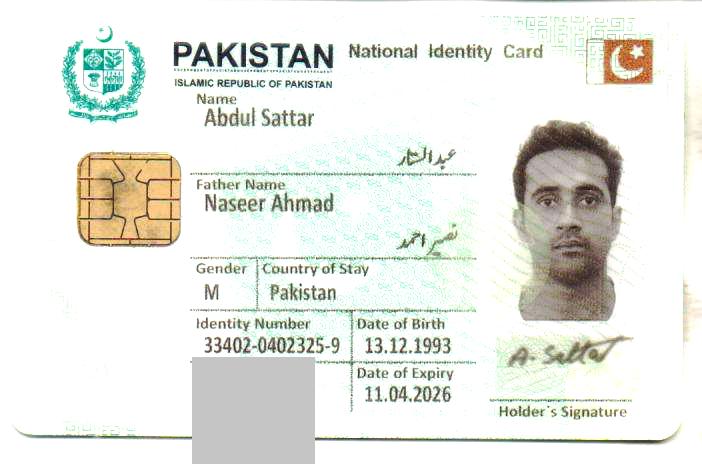 PAKISTAN National Identity Card
ISLAMIC REPUBLIC OF PAKISTAN
Name
Abdul Sattar
عبدالستار
Father Name
Naseer Ahmad
نصیر احمد
Gender Country of Stay
M Pakistan
Identity Number Date of Birth
33402-0402325-9 13.12.1993
Date of Expiry
11.04.2026
A. Sattar
Holder's Signature